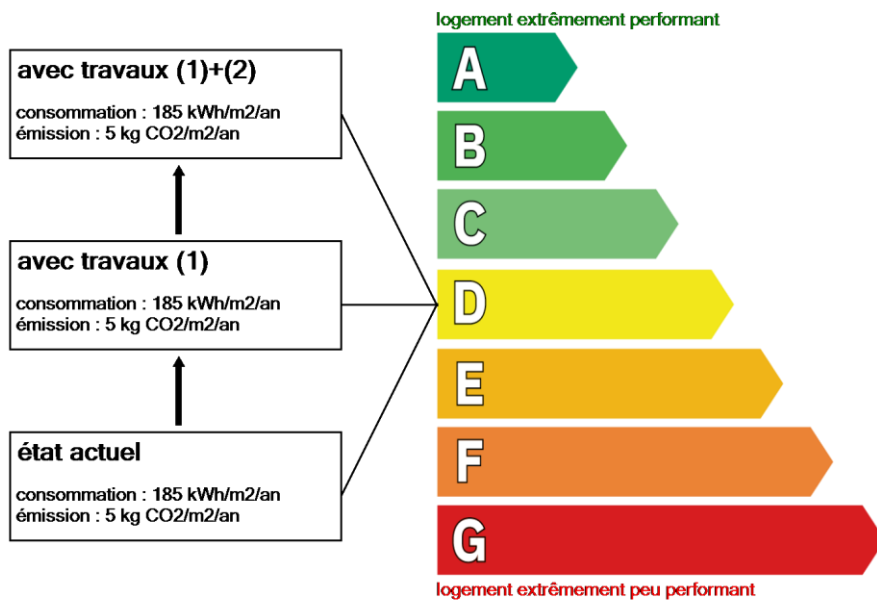 logement extrêmement performant
avec travaux (1)+(2)
consommation : 185 kWh/m2/an
émission : 5 kg CO2/m2/an
avec travaux (1)
consommation : 185 kWh/m2/an
émission : 5 kg CO2/m2/an
état actuel
consommation : 185 kWh/m2/an
émission : 5 kg CO2/m2/an
A
B
C
D
E
F
G
logement extrêmement peu performant